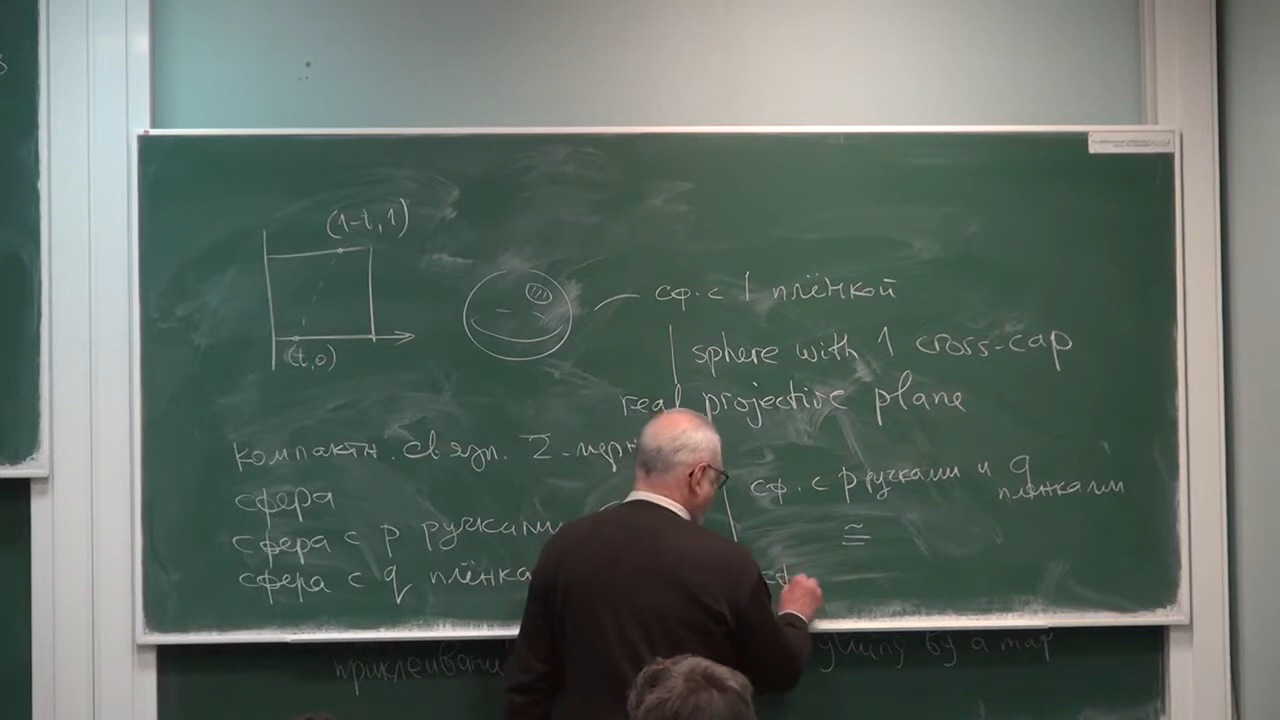 (1-t, 1)
(t,0)
сф. с 1 плёнкой
sphere with 1 cross-cap
real projective plane
компактн. связн. 2-мерн
сфера
сфера с p ручками
сфера с q плёнка
сф. с p ручками и q
плёнками
≅
сф
приклеивани
by a map